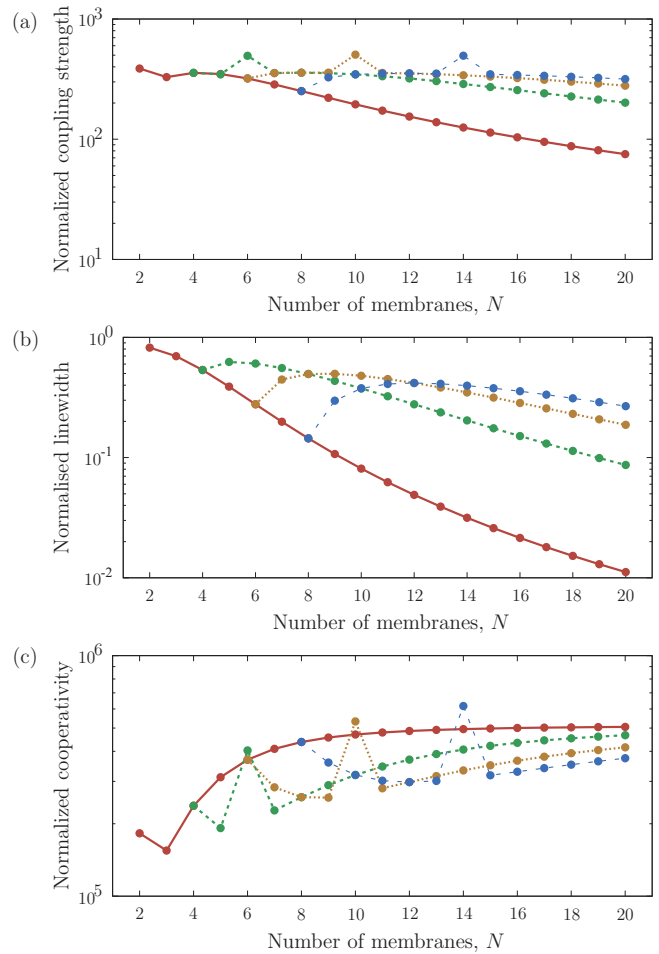 (a)
Normalized coupling strength
10^3
10^2
10^1
2 4 6 8 10 12 14 16 18 20
Number of membranes, N
(b)
Normalised linewidth
10^0
10^-1
10^-2
2 4 6 8 10 12 14 16 18 20
Number of membranes, N
(c)
Normalized cooperativity
10^6
10^5
2 4 6 8 10 12 14 16 18 20
Number of membranes, N